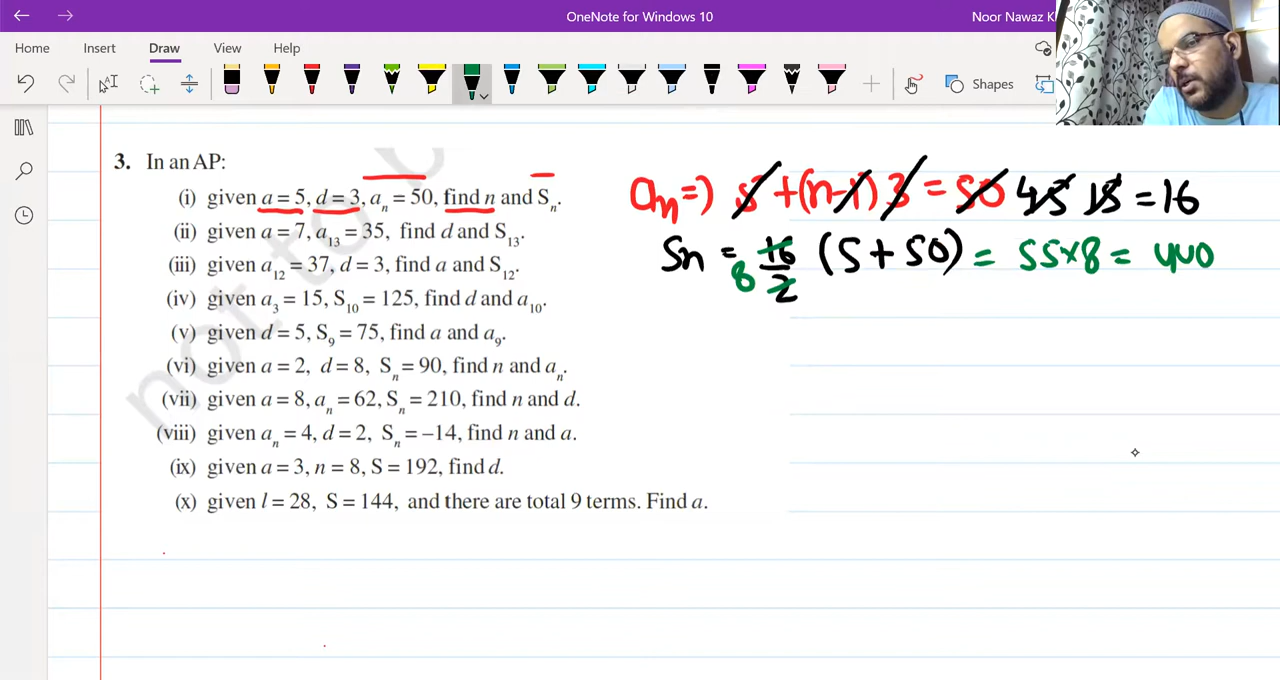 OneNote for Windows 10
Noor Nawaz K
Home Insert Draw View Help
Shapes
3. In an AP:
(i) given a = 5, d = 3, aₙ = 50, find n and Sₙ.
(ii) given a = 7, a₁₃ = 35, find d and S₁₃.
(iii) given a₁₂ = 37, d = 3, find a and S₁₂.
(iv) given a₃ = 15, S₁₀ = 125, find d and a₁₀.
(v) given d = 5, S₉ = 75, find a and a₉.
(vi) given a = 2, d = 8, Sₙ = 90, find n and aₙ.
(vii) given a = 8, aₙ = 62, Sₙ = 210, find n and d.
(viii) given aₙ = 4, d = 2, Sₙ = –14, find n and a.
(ix) given a = 3, n = 8, S = 192, find d.
(x) given l = 28, S = 144, and there are total 9 terms. Find a.
aₙ =) 5 + (n-1) 3 = 50 45 15 = 16
Sn = 8 16/2 (5 + 50) = 55×8 = 440
not to b